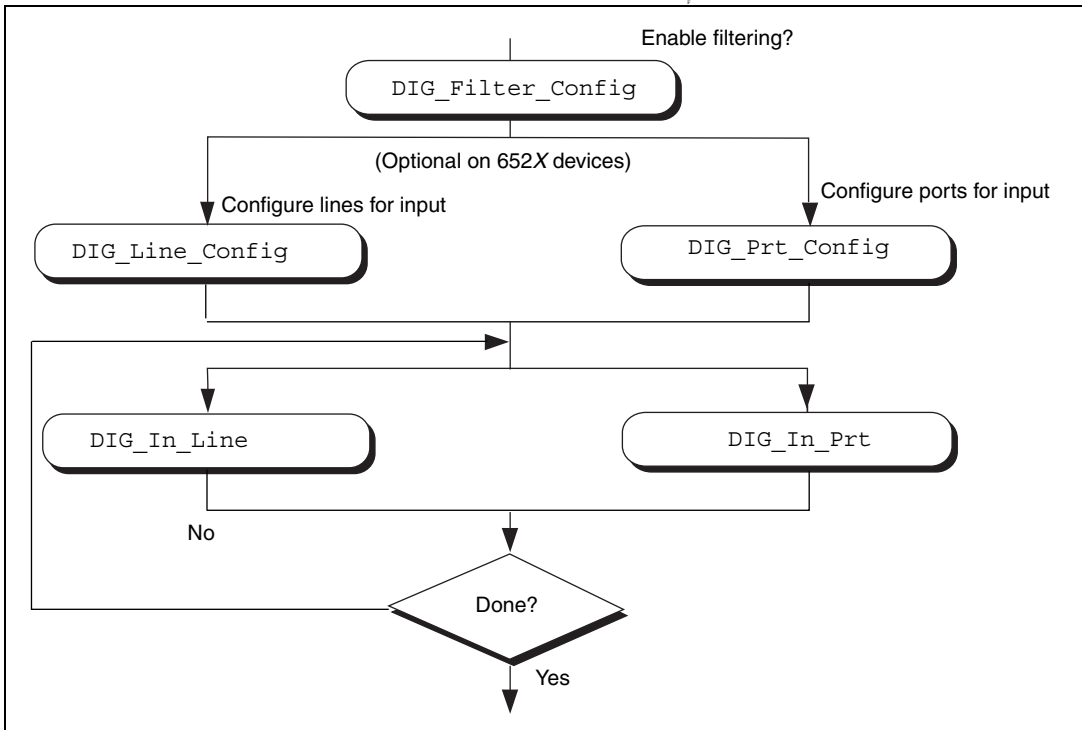 Enable filtering?
DIG_Filter_Config
(Optional on 652X devices)
Configure lines for input
Configure ports for input
DIG_Line_Config
DIG_Prt_Config
DIG_In_Line
DIG_In_Prt
No
Done?
Yes